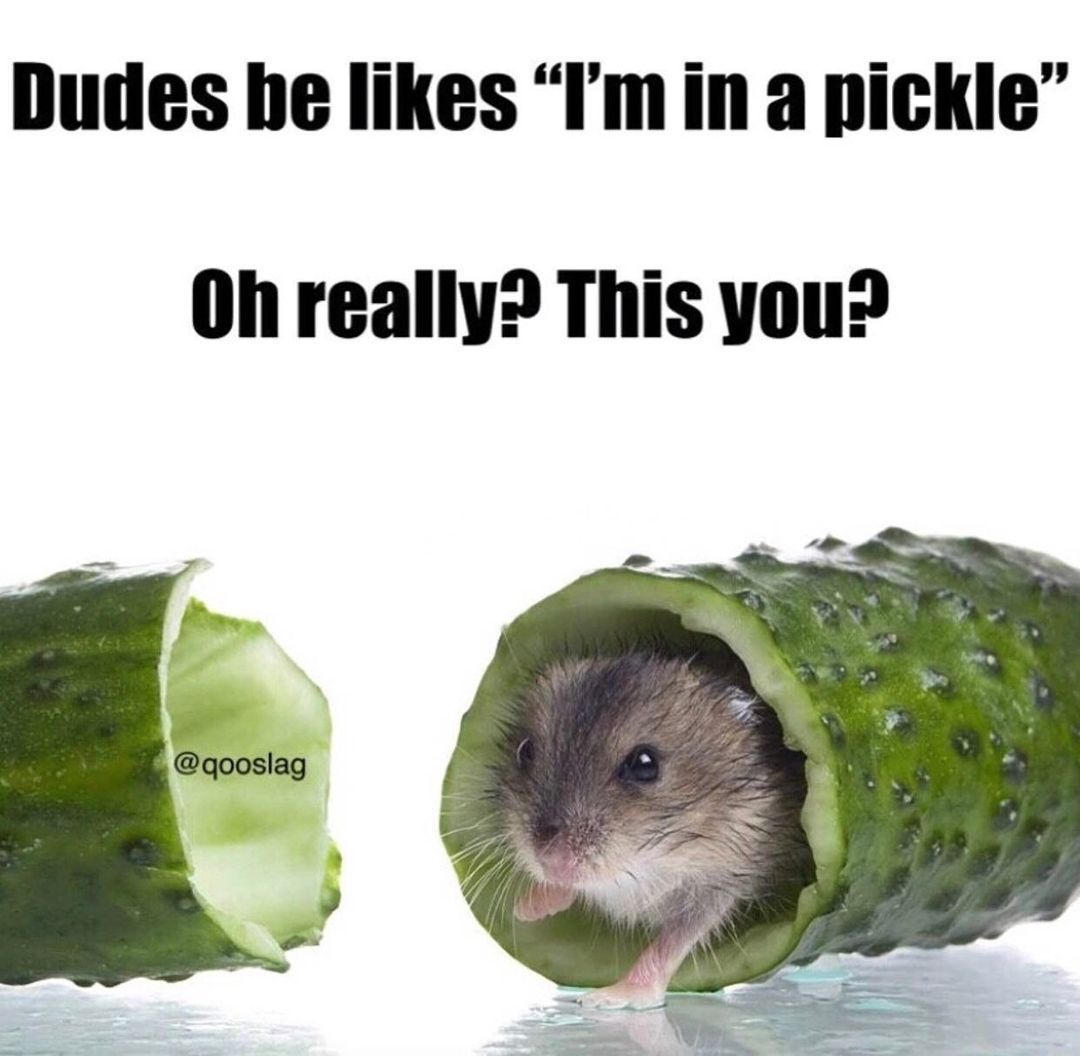 Dudes be likes “I’m in a pickle”
Oh really? This you?
@qooslag